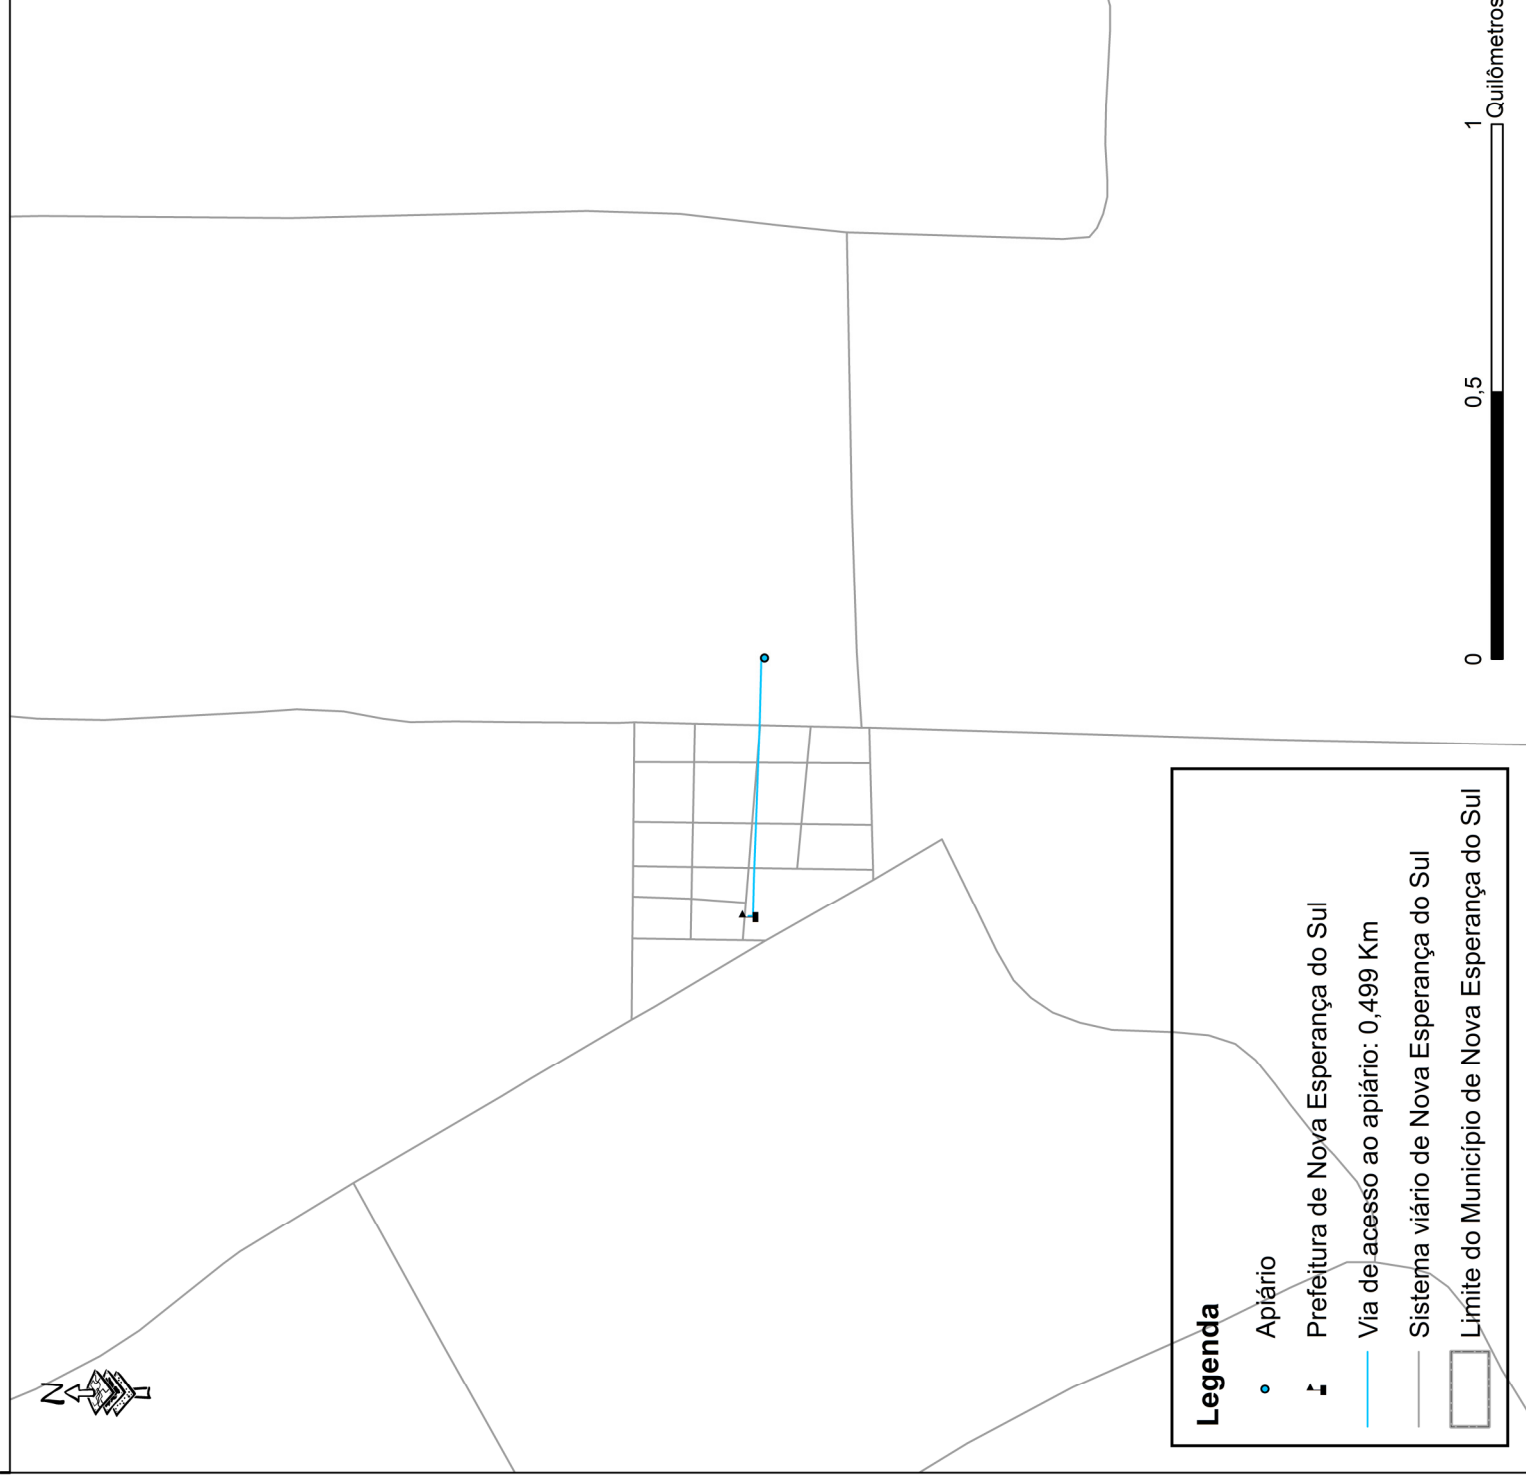 N
Legenda
Apiário
Prefeitura de Nova Esperança do Sul
Via de acesso ao apiário: 0,499 Km
Sistema viário de Nova Esperança do Sul
Limite do Município de Nova Esperança do Sul
0 0,5 1
Quilômetros